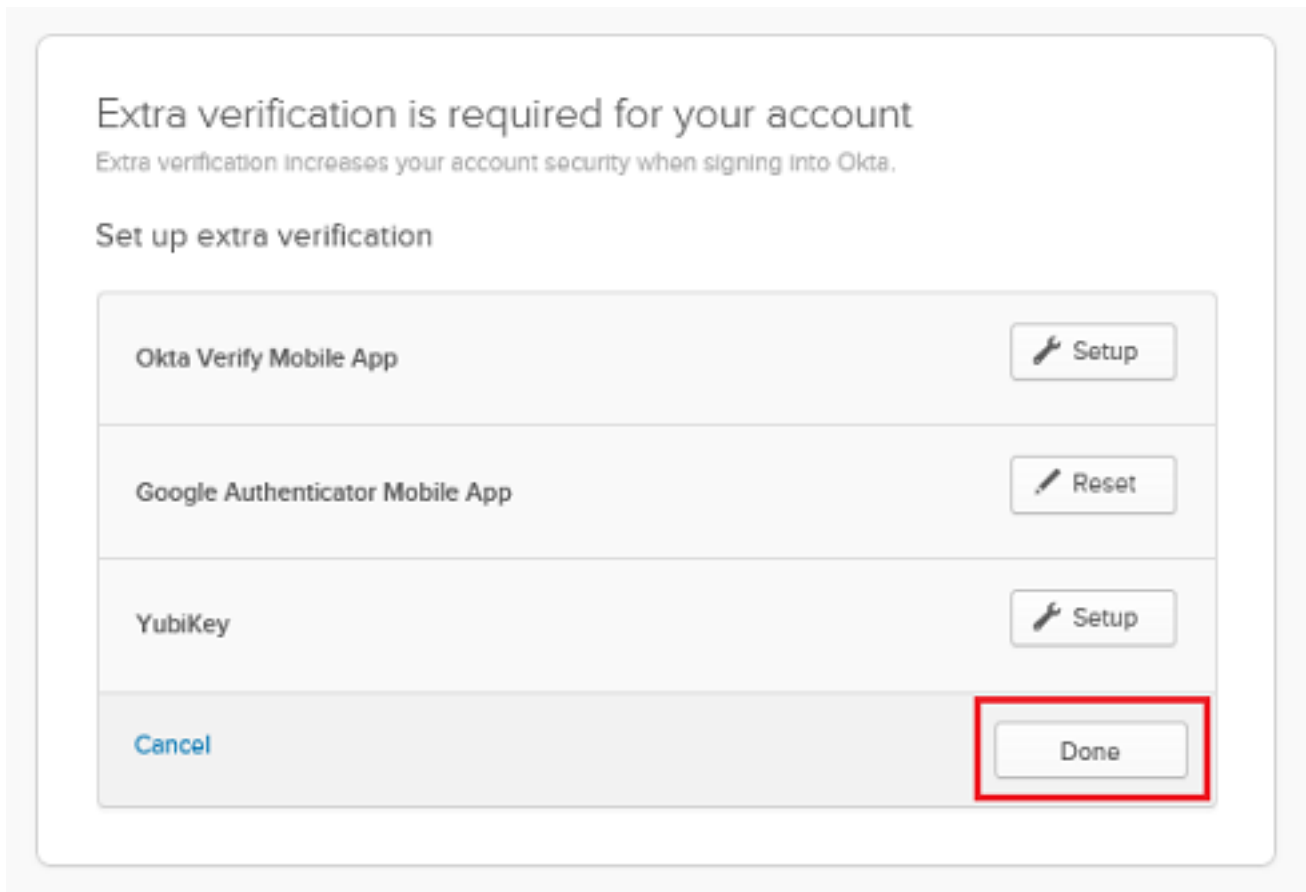 Extra verification is required for your account
Extra verification increases your account security when signing into Okta.
Set up extra verification
Okta Verify Mobile App
Setup
Google Authenticator Mobile App
Reset
YubiKey
Setup
Cancel
Done